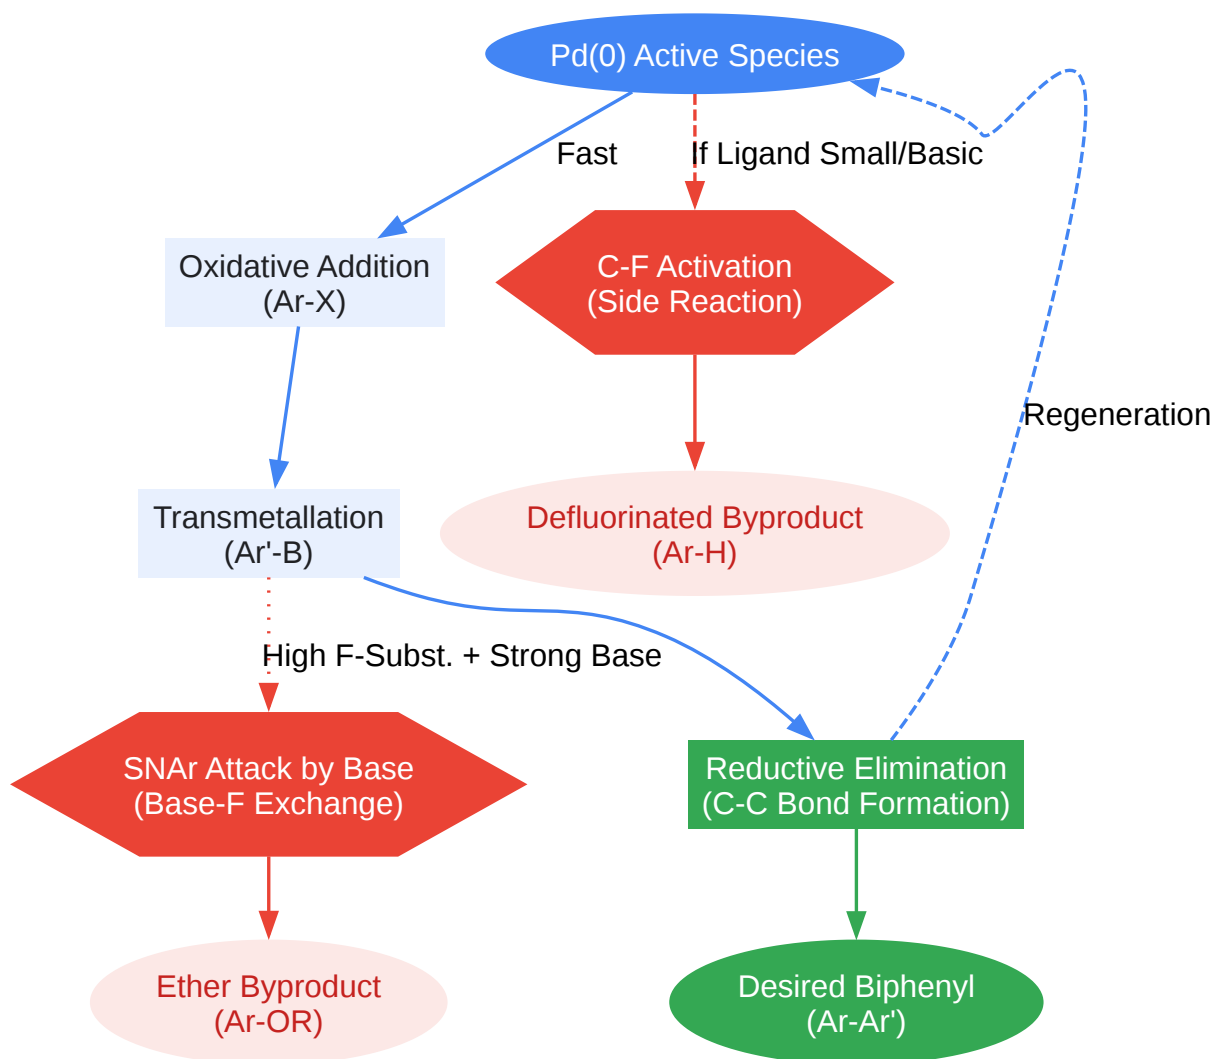 Pd(0) Active Species
Fast
If Ligand Small/Basic
Oxidative Addition
(Ar-X)
C-F Activation
(Side Reaction)
Regeneration
Transmetallation
(Ar'-B)
Defluorinated Byproduct
(Ar-H)
High F-Subst. + Strong Base
SNAr Attack by Base
(Base-F Exchange)
Reductive Elimination
(C-C Bond Formation)
Ether Byproduct
(Ar-OR)
Desired Biphenyl
(Ar-Ar')